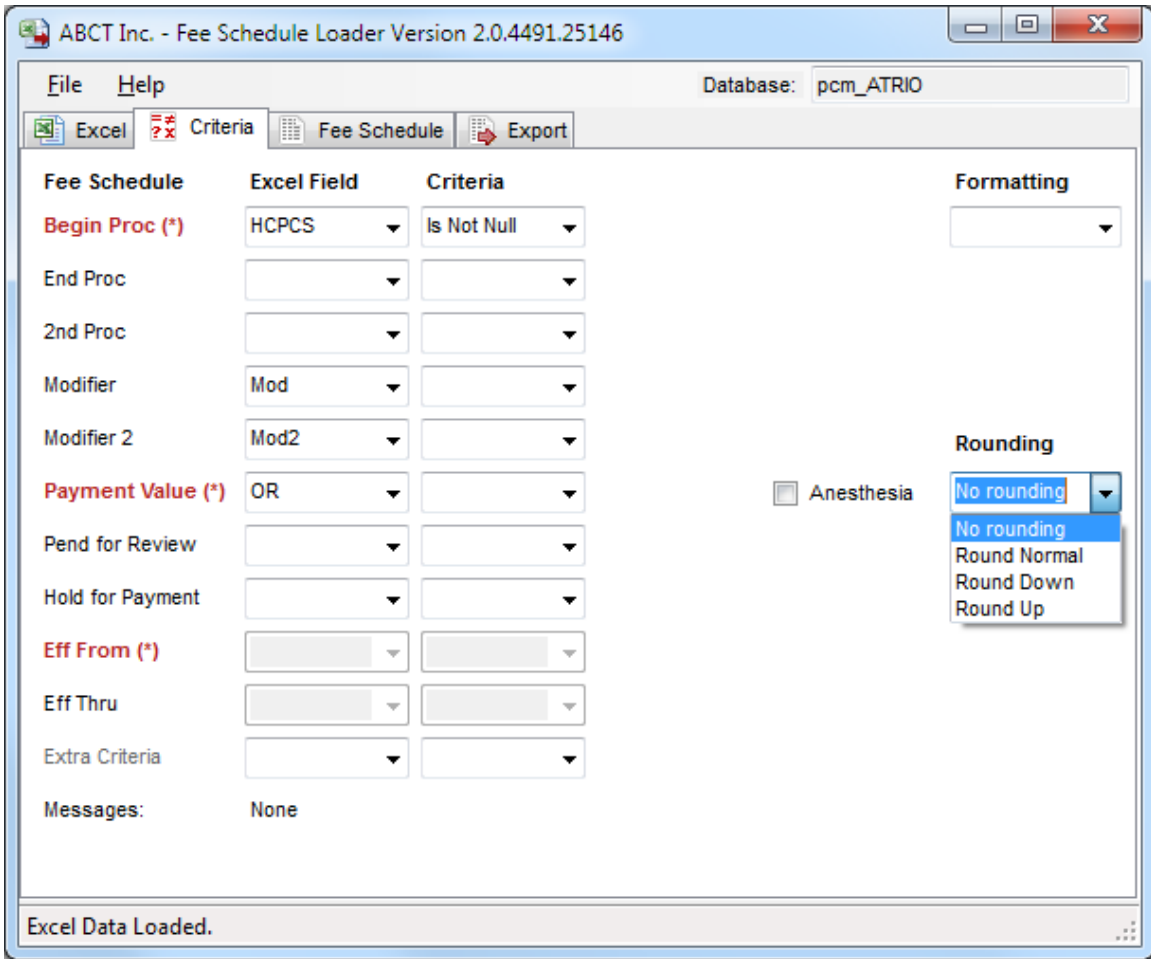 ABCT Inc. - Fee Schedule Loader Version 2.0.4491.25146
File Help Database: pcm_ATRIO
Excel Criteria Fee Schedule Export
Fee Schedule Excel Field Criteria Formatting
Begin Proc (*) HCPCS Is Not Null
End Proc
2nd Proc
Modifier Mod
Modifier 2 Mod2
Rounding
Payment Value (*) OR Anesthesia No rounding
No rounding
Pend for Review
Round Normal
Round Down
Hold for Payment
Round Up
Eff From (*)
Eff Thru
Extra Criteria
Messages: None
Excel Data Loaded.